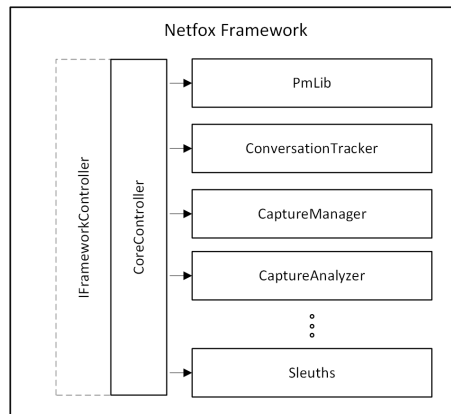 Netfox Framework
IFrameworkController
CoreController
PmLib
ConversationTracker
CaptureManager
CaptureAnalyzer
Sleuths